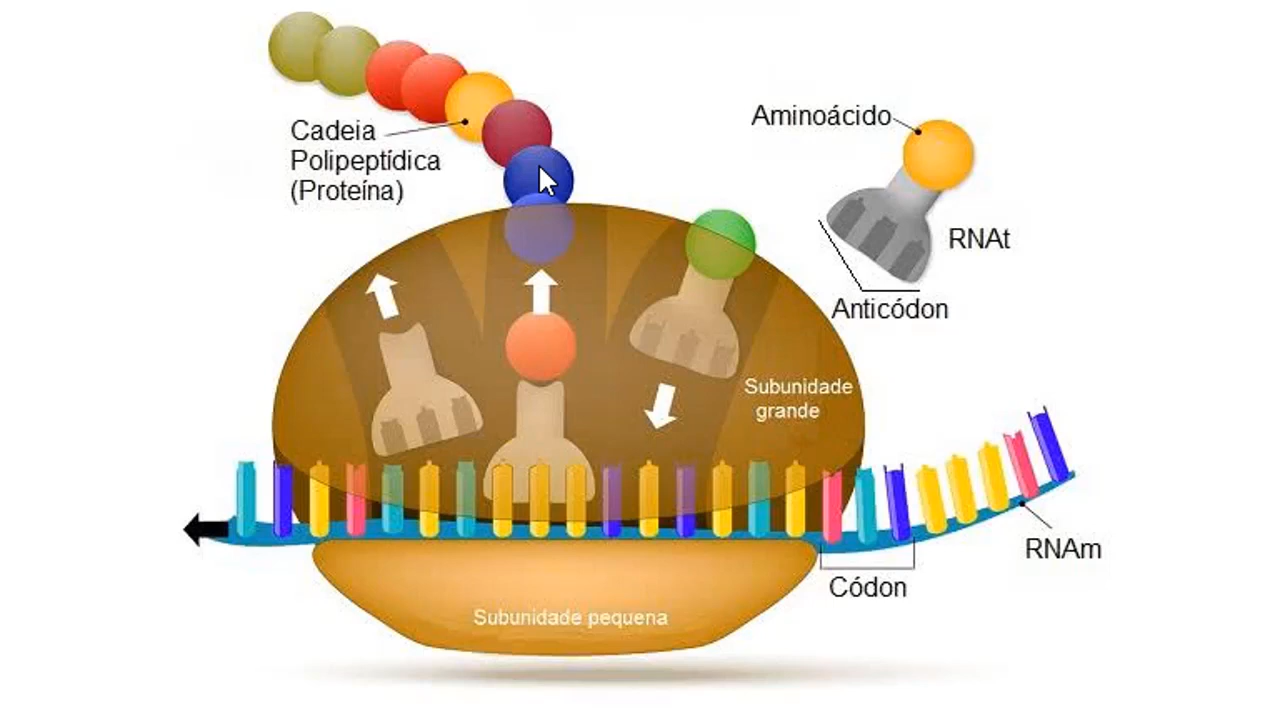 Cadeia
Polipeptídica
(Proteína)
Aminoácido
RNAt
Anticódon
Subunidade
grande
RNAm
Códon
Subunidade pequena